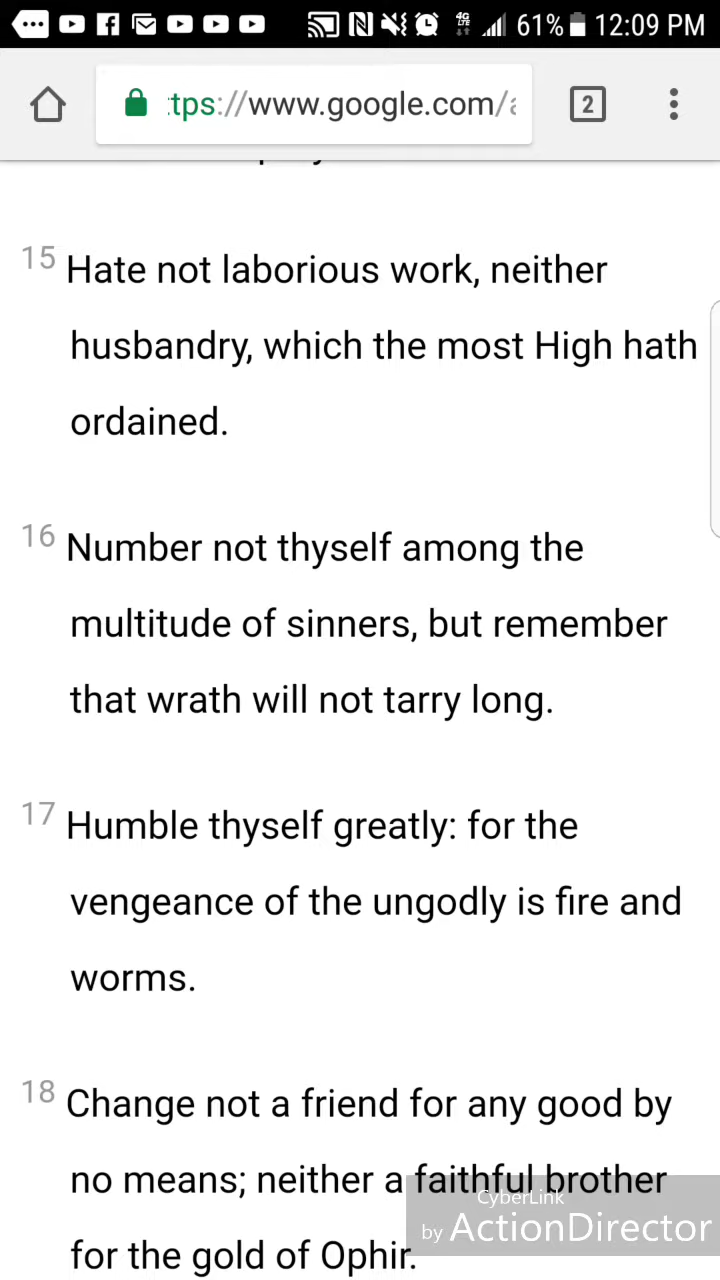 4G
LTE
61%
12:09 PM
tps://www.google.com/a
2
15 Hate not laborious work, neither
husbandry, which the most High hath
ordained.
16 Number not thyself among the
multitude of sinners, but remember
that wrath will not tarry long.
17 Humble thyself greatly: for the
vengeance of the ungodly is fire and
worms.
18 Change not a friend for any good by
no means; neither a faithful brother
for the gold of Ophir.
CyberLink
by ActionDirector